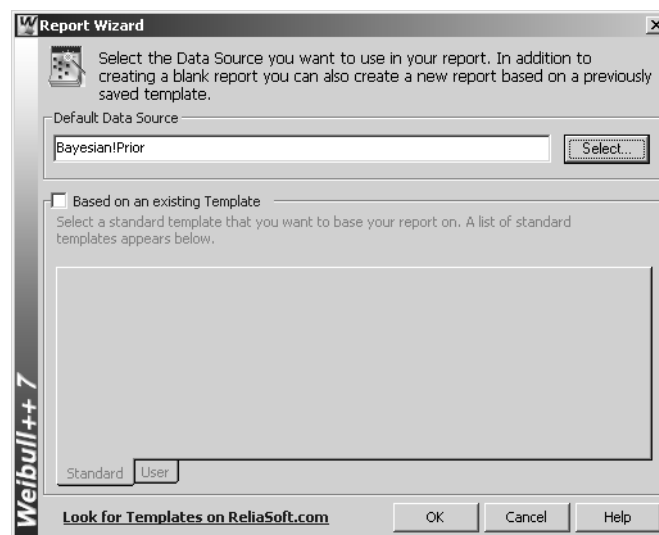 Report Wizard
Select the Data Source you want to use in your report. In addition to
creating a blank report you can also create a new report based on a previously
saved template.
Default Data Source
Bayesian!Prior
Select...
Based on an existing Template
Select a standard template that you want to base your report on. A list of standard
templates appears below.
Standard
User
Weibull++ 7
Look for Templates on ReliaSoft.com
OK
Cancel
Help